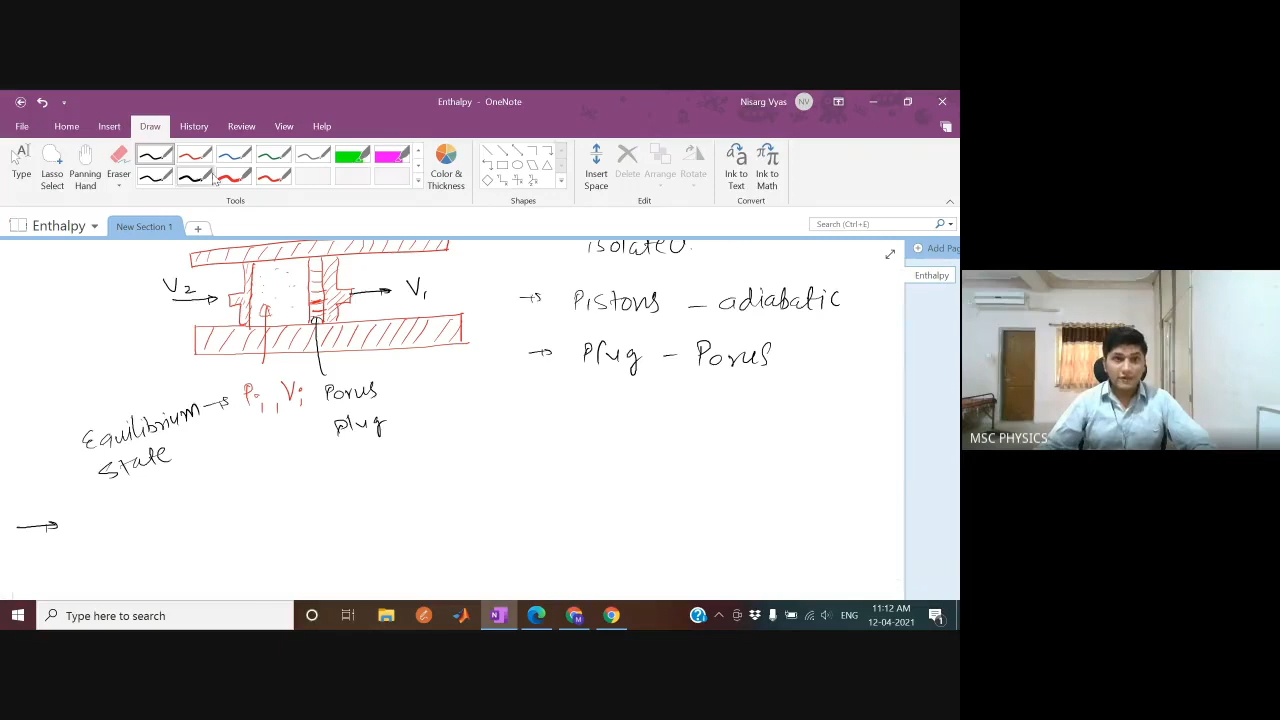 Enthalpy - OneNote
Nisarg Vyas NV
File Home Insert Draw History Review View Help
Type Lasso Select Panning Hand Eraser
Color & Thickness
Insert Space Delete Arrange Rotate Ink to Text Ink to Math
Tools Shapes Edit Convert
Enthalpy New Section 1 + Search (Ctrl+E)
Add Pag
Enthalpy
isolated.
V2
V1
→ Pistons - adiabatic
→ Plug - Porus
Pi, Vi
Porus
plug
Equilibrium →
state
→
MSC PHYSICS
Type here to search
ENG
11:12 AM
12-04-2021